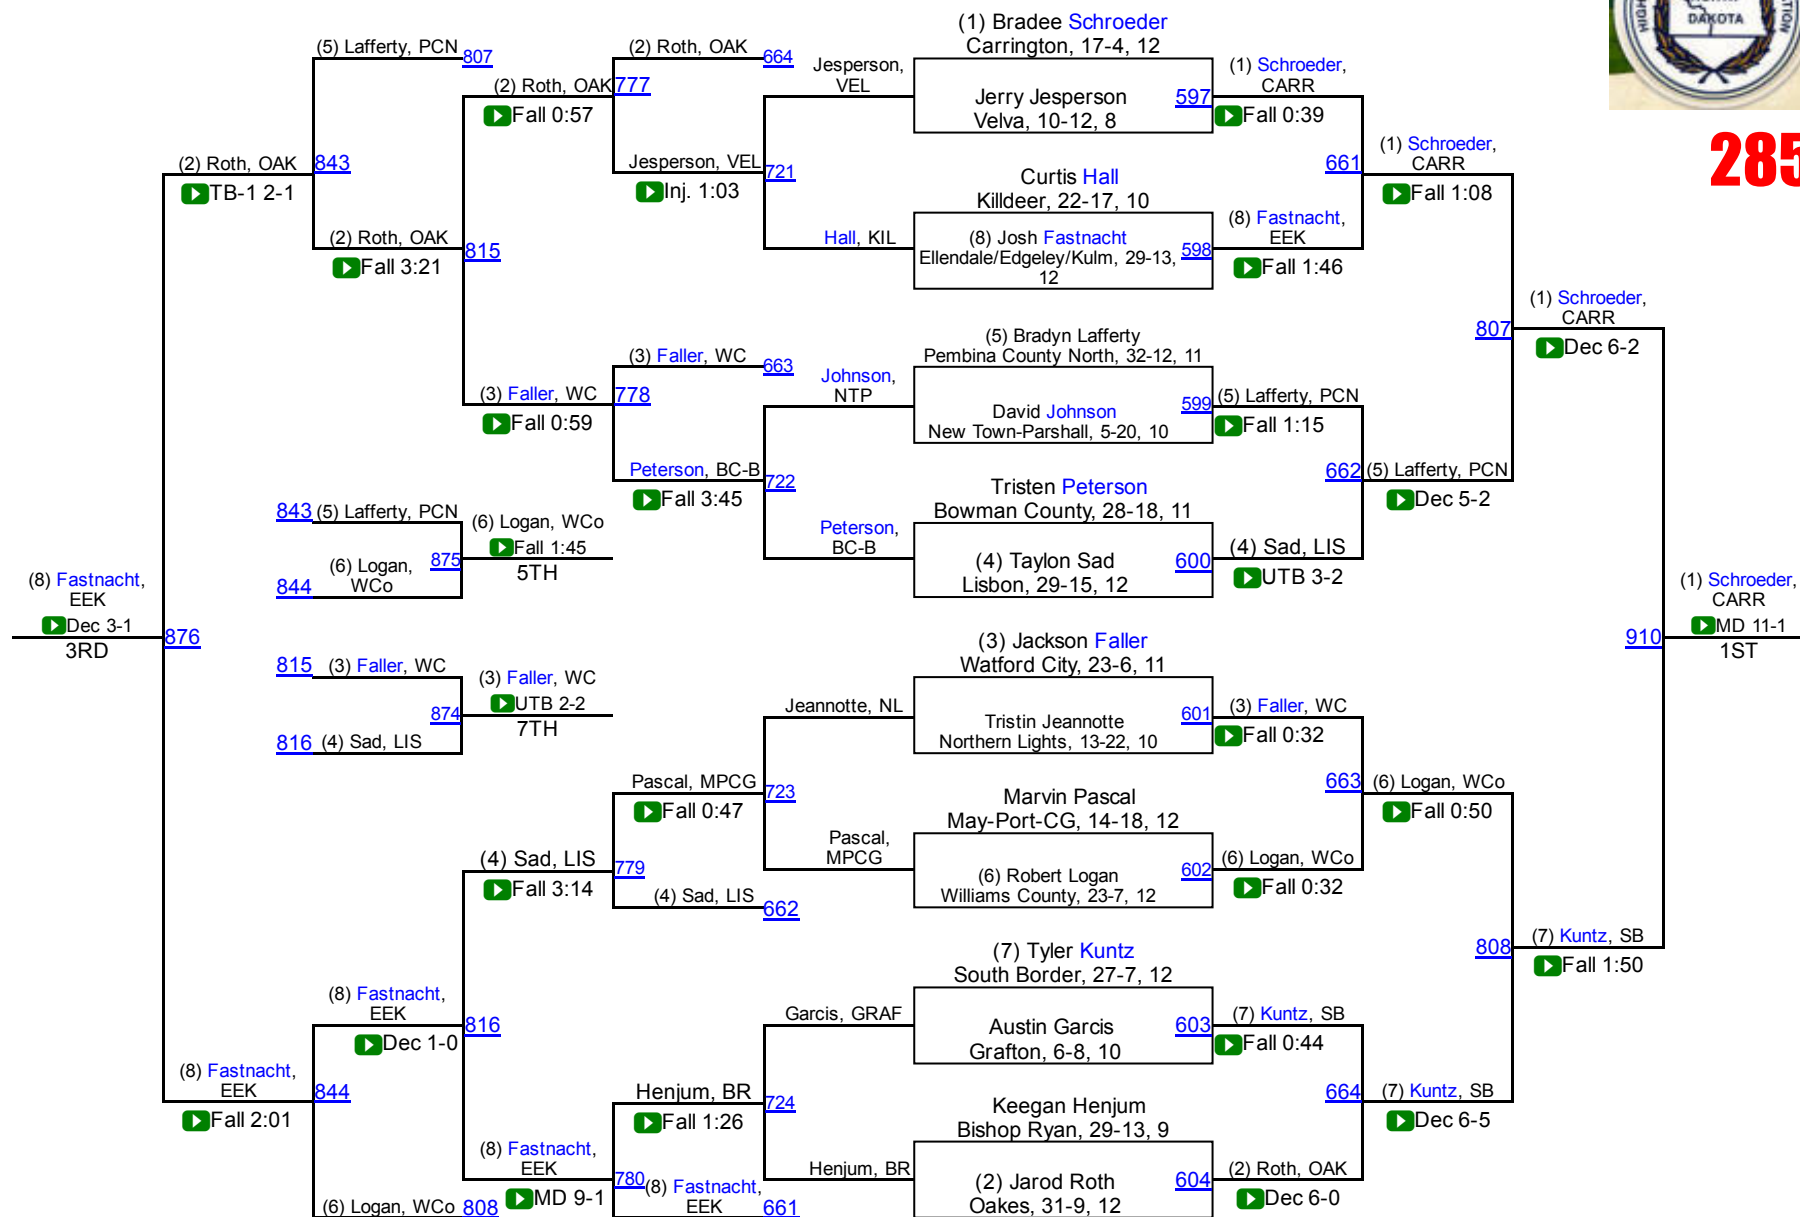 (1) Bradee Schroeder
Carrington, 17-4, 12
Jerry Jesperson
Velva, 10-12, 8
597
Curtis Hall
Killdeer, 22-17, 10
(8) Josh Fastnacht
Ellendale/Edgeley/Kulm, 29-13,
12
598
(5) Bradyn Lafferty
Pembina County North, 32-12, 11
David Johnson
New Town-Parshall, 5-20, 10
599
Tristen Peterson
Bowman County, 28-18, 11
(4) Taylon Sad
Lisbon, 29-15, 12
600
(3) Jackson Faller
Watford City, 23-6, 11
Tristin Jeannotte
Northern Lights, 13-22, 10
601
Marvin Pascal
May-Port-CG, 14-18, 12
(6) Robert Logan
Williams County, 23-7, 12
602
(7) Tyler Kuntz
South Border, 27-7, 12
Austin Garcis
Grafton, 6-8, 10
603
Keegan Henjum
Bishop Ryan, 29-13, 9
(2) Jarod Roth
Oakes, 31-9, 12
604
(1) Schroeder,
CARR
Fall 0:39
(8) Fastnacht,
EEK
Fall 1:46
(5) Lafferty, PCN
Fall 1:15
(4) Sad, LIS
UTB 3-2
(3) Faller, WC
Fall 0:32
(6) Logan, WCo
Fall 0:32
(7) Kuntz, SB
Fall 0:44
(2) Roth, OAK
Dec 6-0
661
(1) Schroeder,
CARR
Fall 1:08
662
(5) Lafferty, PCN
Dec 5-2
663
(6) Logan, WCo
Fall 0:50
664
(7) Kuntz, SB
Dec 6-5
807
(1) Schroeder,
CARR
Dec 6-2
808
(7) Kuntz, SB
Fall 1:50
910
(1) Schroeder,
CARR
MD 11-1
1ST
DAKOTA
285
Jesperson,
VEL
Hall, KIL
Johnson,
NTP
Peterson,
BC-B
Jeannotte, NL
Pascal,
MPCG
Garcis, GRAF
Henjum, BR
(2) Roth, OAK
664
721
Jesperson, VEL
Inj. 1:03
(3) Faller, WC
663
722
Peterson, BC-B
Fall 3:45
723
Pascal, MPCG
Fall 0:47
(4) Sad, LIS
662
724
Henjum, BR
Fall 1:26
(8) Fastnacht,
EEK
661
777
(2) Roth, OAK
Fall 0:57
778
(3) Faller, WC
Fall 0:59
779
(4) Sad, LIS
Fall 3:14
780
(8) Fastnacht,
EEK
MD 9-1
(5) Lafferty, PCN
807
815
(2) Roth, OAK
Fall 3:21
816
(8) Fastnacht,
EEK
Dec 1-0
(6) Logan, WCo
808
843
(2) Roth, OAK
TB-1 2-1
844
(8) Fastnacht,
EEK
Fall 2:01
876
(8) Fastnacht,
EEK
Dec 3-1
3RD
843
(5) Lafferty, PCN
844
(6) Logan,
WCo
875
(6) Logan, WCo
Fall 1:45
5TH
815
(3) Faller, WC
816
(4) Sad, LIS
874
(3) Faller, WC
UTB 2-2
7TH